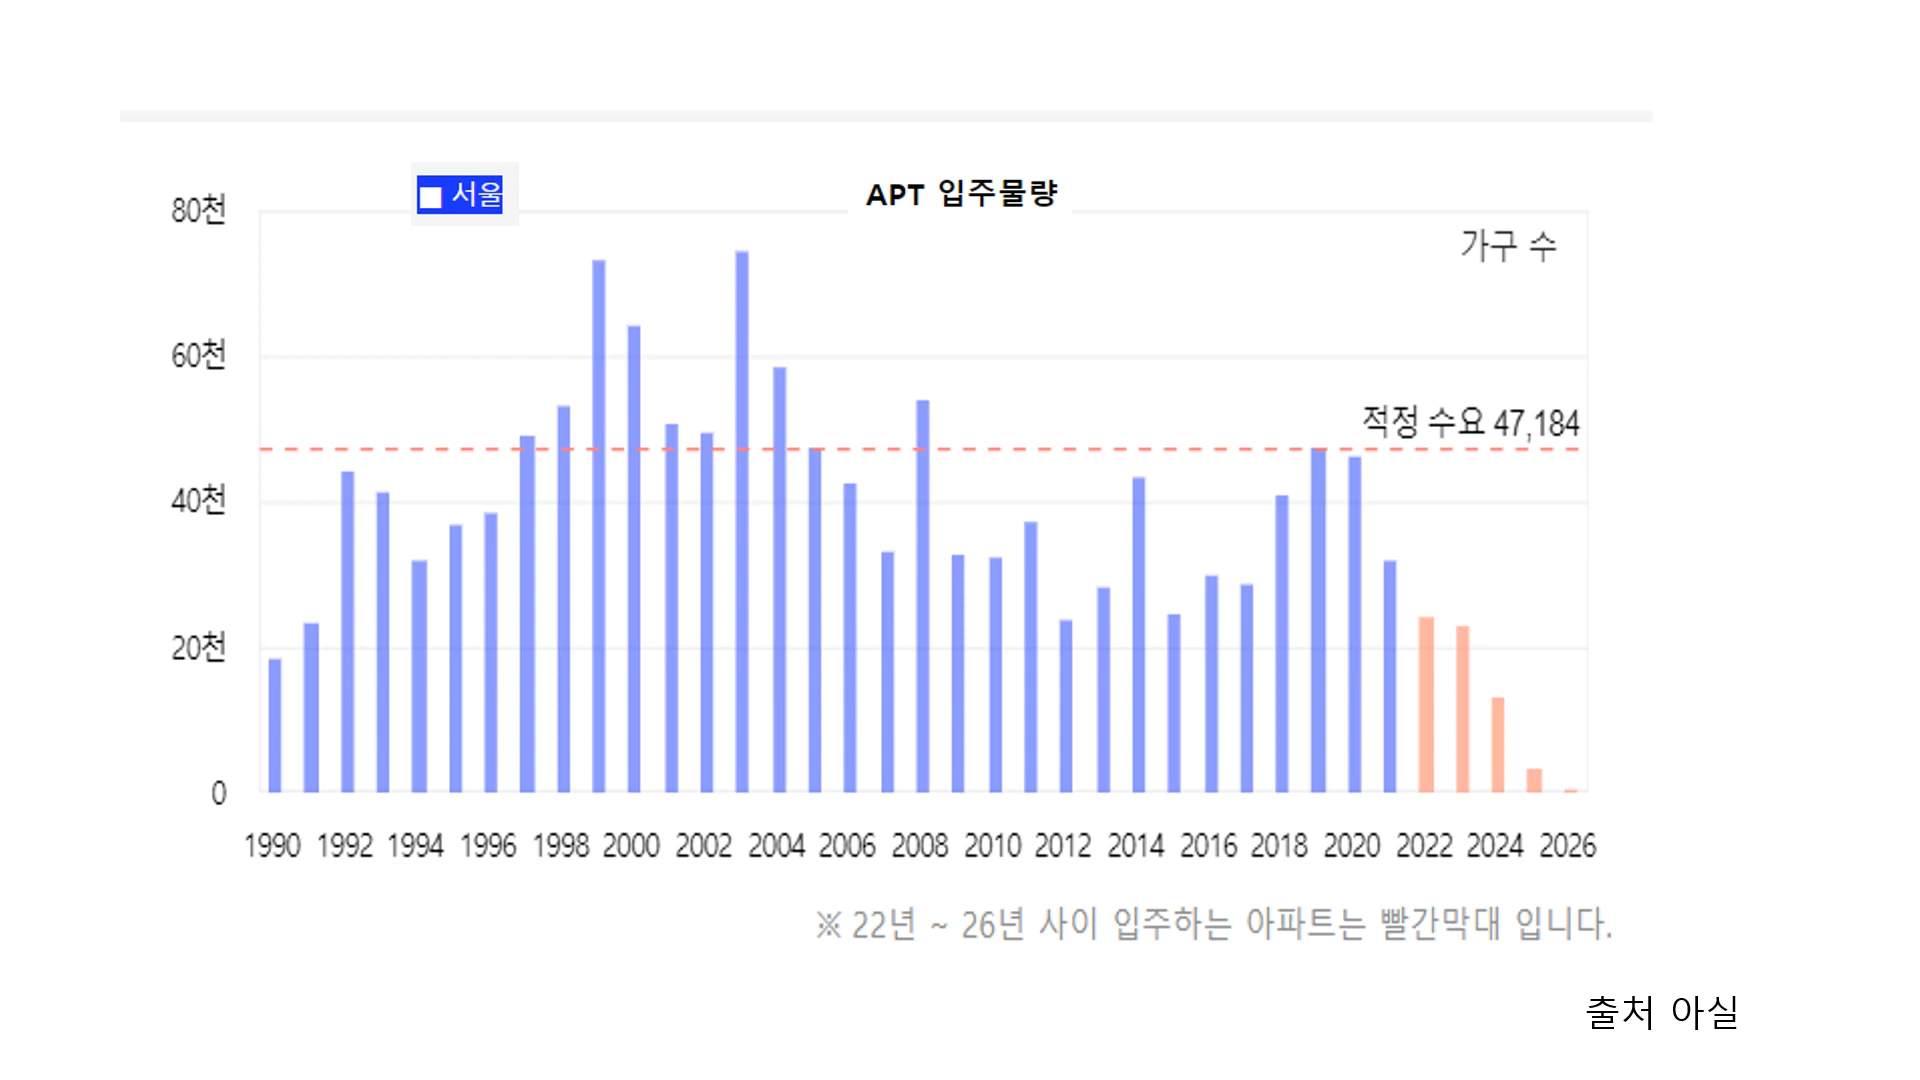 서울
APT 입주물량
80천
가구 수
60천
적정 수요 47,184
40천
20천
0
1990 1992 1994 1996 1998 2000 2002 2004 2006 2008 2010 2012 2014 2016 2018 2020 2022 2024 2026
※ 22년 ~ 26년 사이 입주하는 아파트는 빨간막대 입니다.
출처 아실